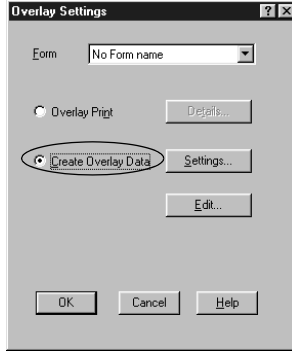 Overlay Settings
Form No Form name
Overlay Print Details...
Create Overlay Data Settings...
Edit...
OK Cancel Help